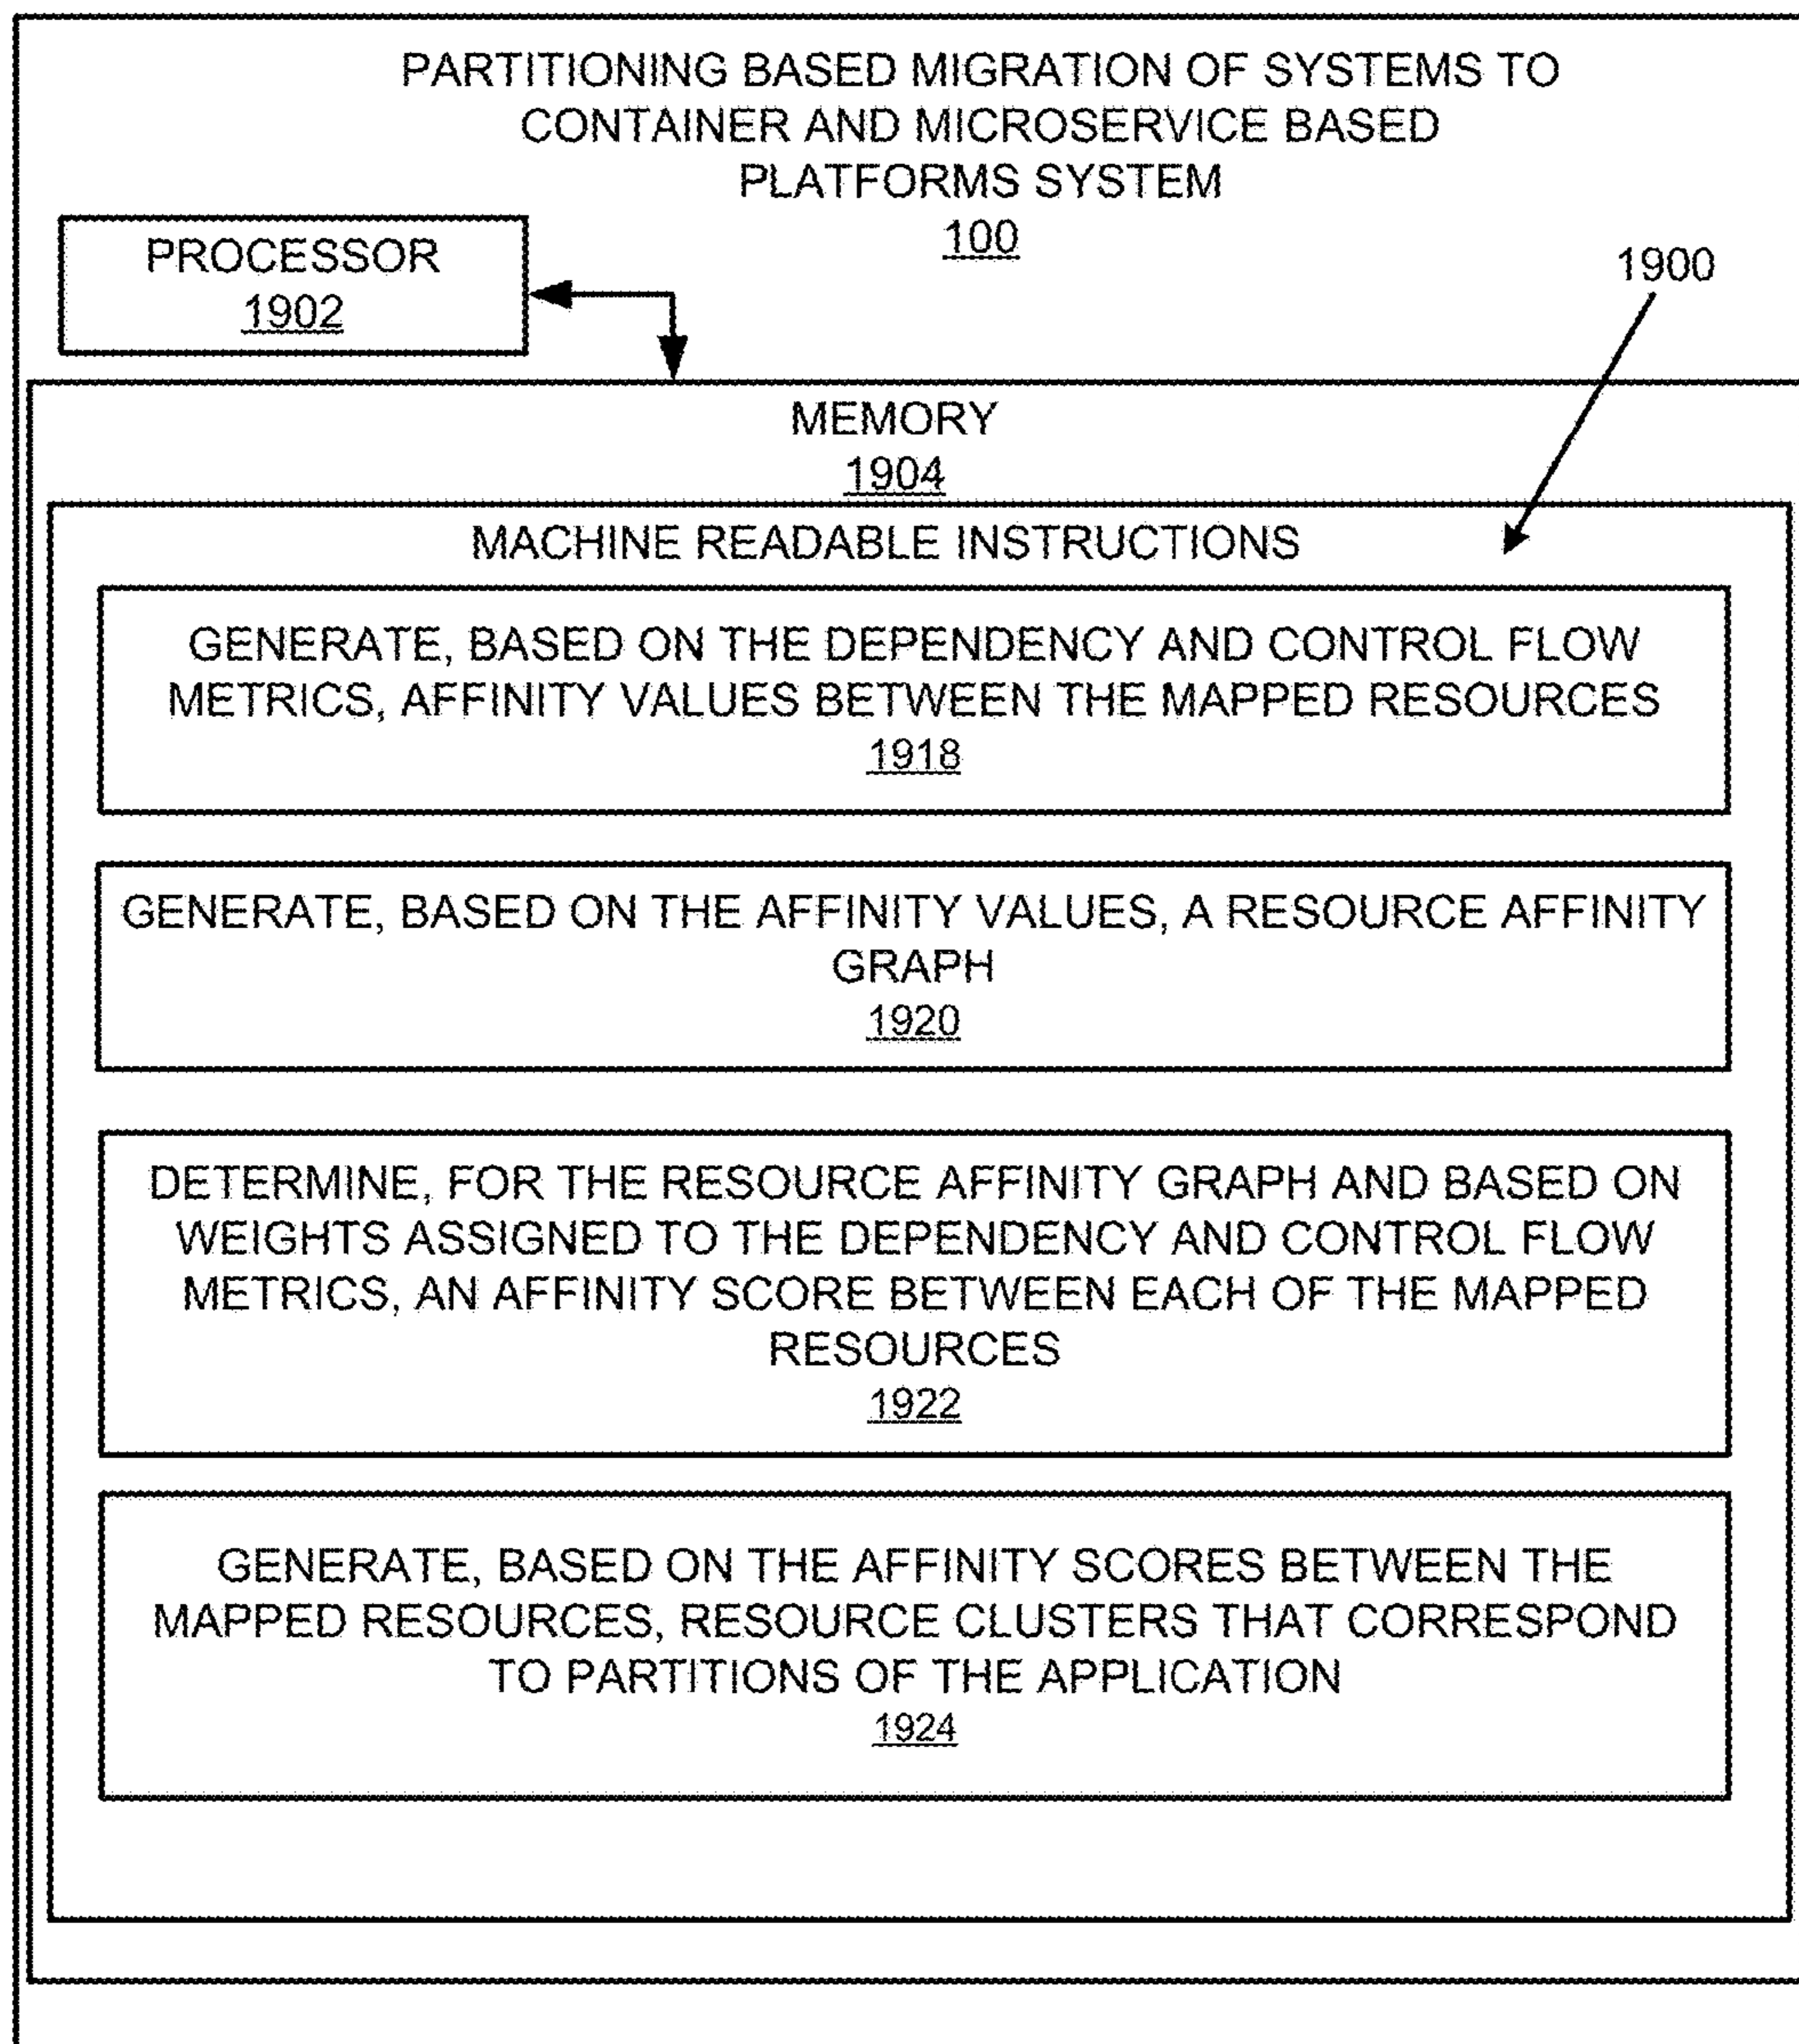 PARTITIONING BASED MIGRATION OF SYSTEMS TO
CONTAINER AND MICROSERVICE BASED
PLATFORMS SYSTEM
100
PROCESSOR
1902
1900
MEMORY
1904
MACHINE READABLE INSTRUCTIONS
GENERATE, BASED ON THE DEPENDENCY AND CONTROL FLOW
METRICS, AFFINITY VALUES BETWEEN THE MAPPED RESOURCES
1918
GENERATE, BASED ON THE AFFINITY VALUES, A RESOURCE AFFINITY
GRAPH
1920
DETERMINE, FOR THE RESOURCE AFFINITY GRAPH AND BASED ON
WEIGHTS ASSIGNED TO THE DEPENDENCY AND CONTROL FLOW
METRICS, AN AFFINITY SCORE BETWEEN EACH OF THE MAPPED
RESOURCES
1922
GENERATE, BASED ON THE AFFINITY SCORES BETWEEN THE
MAPPED RESOURCES, RESOURCE CLUSTERS THAT CORRESPOND
TO PARTITIONS OF THE APPLICATION
1924